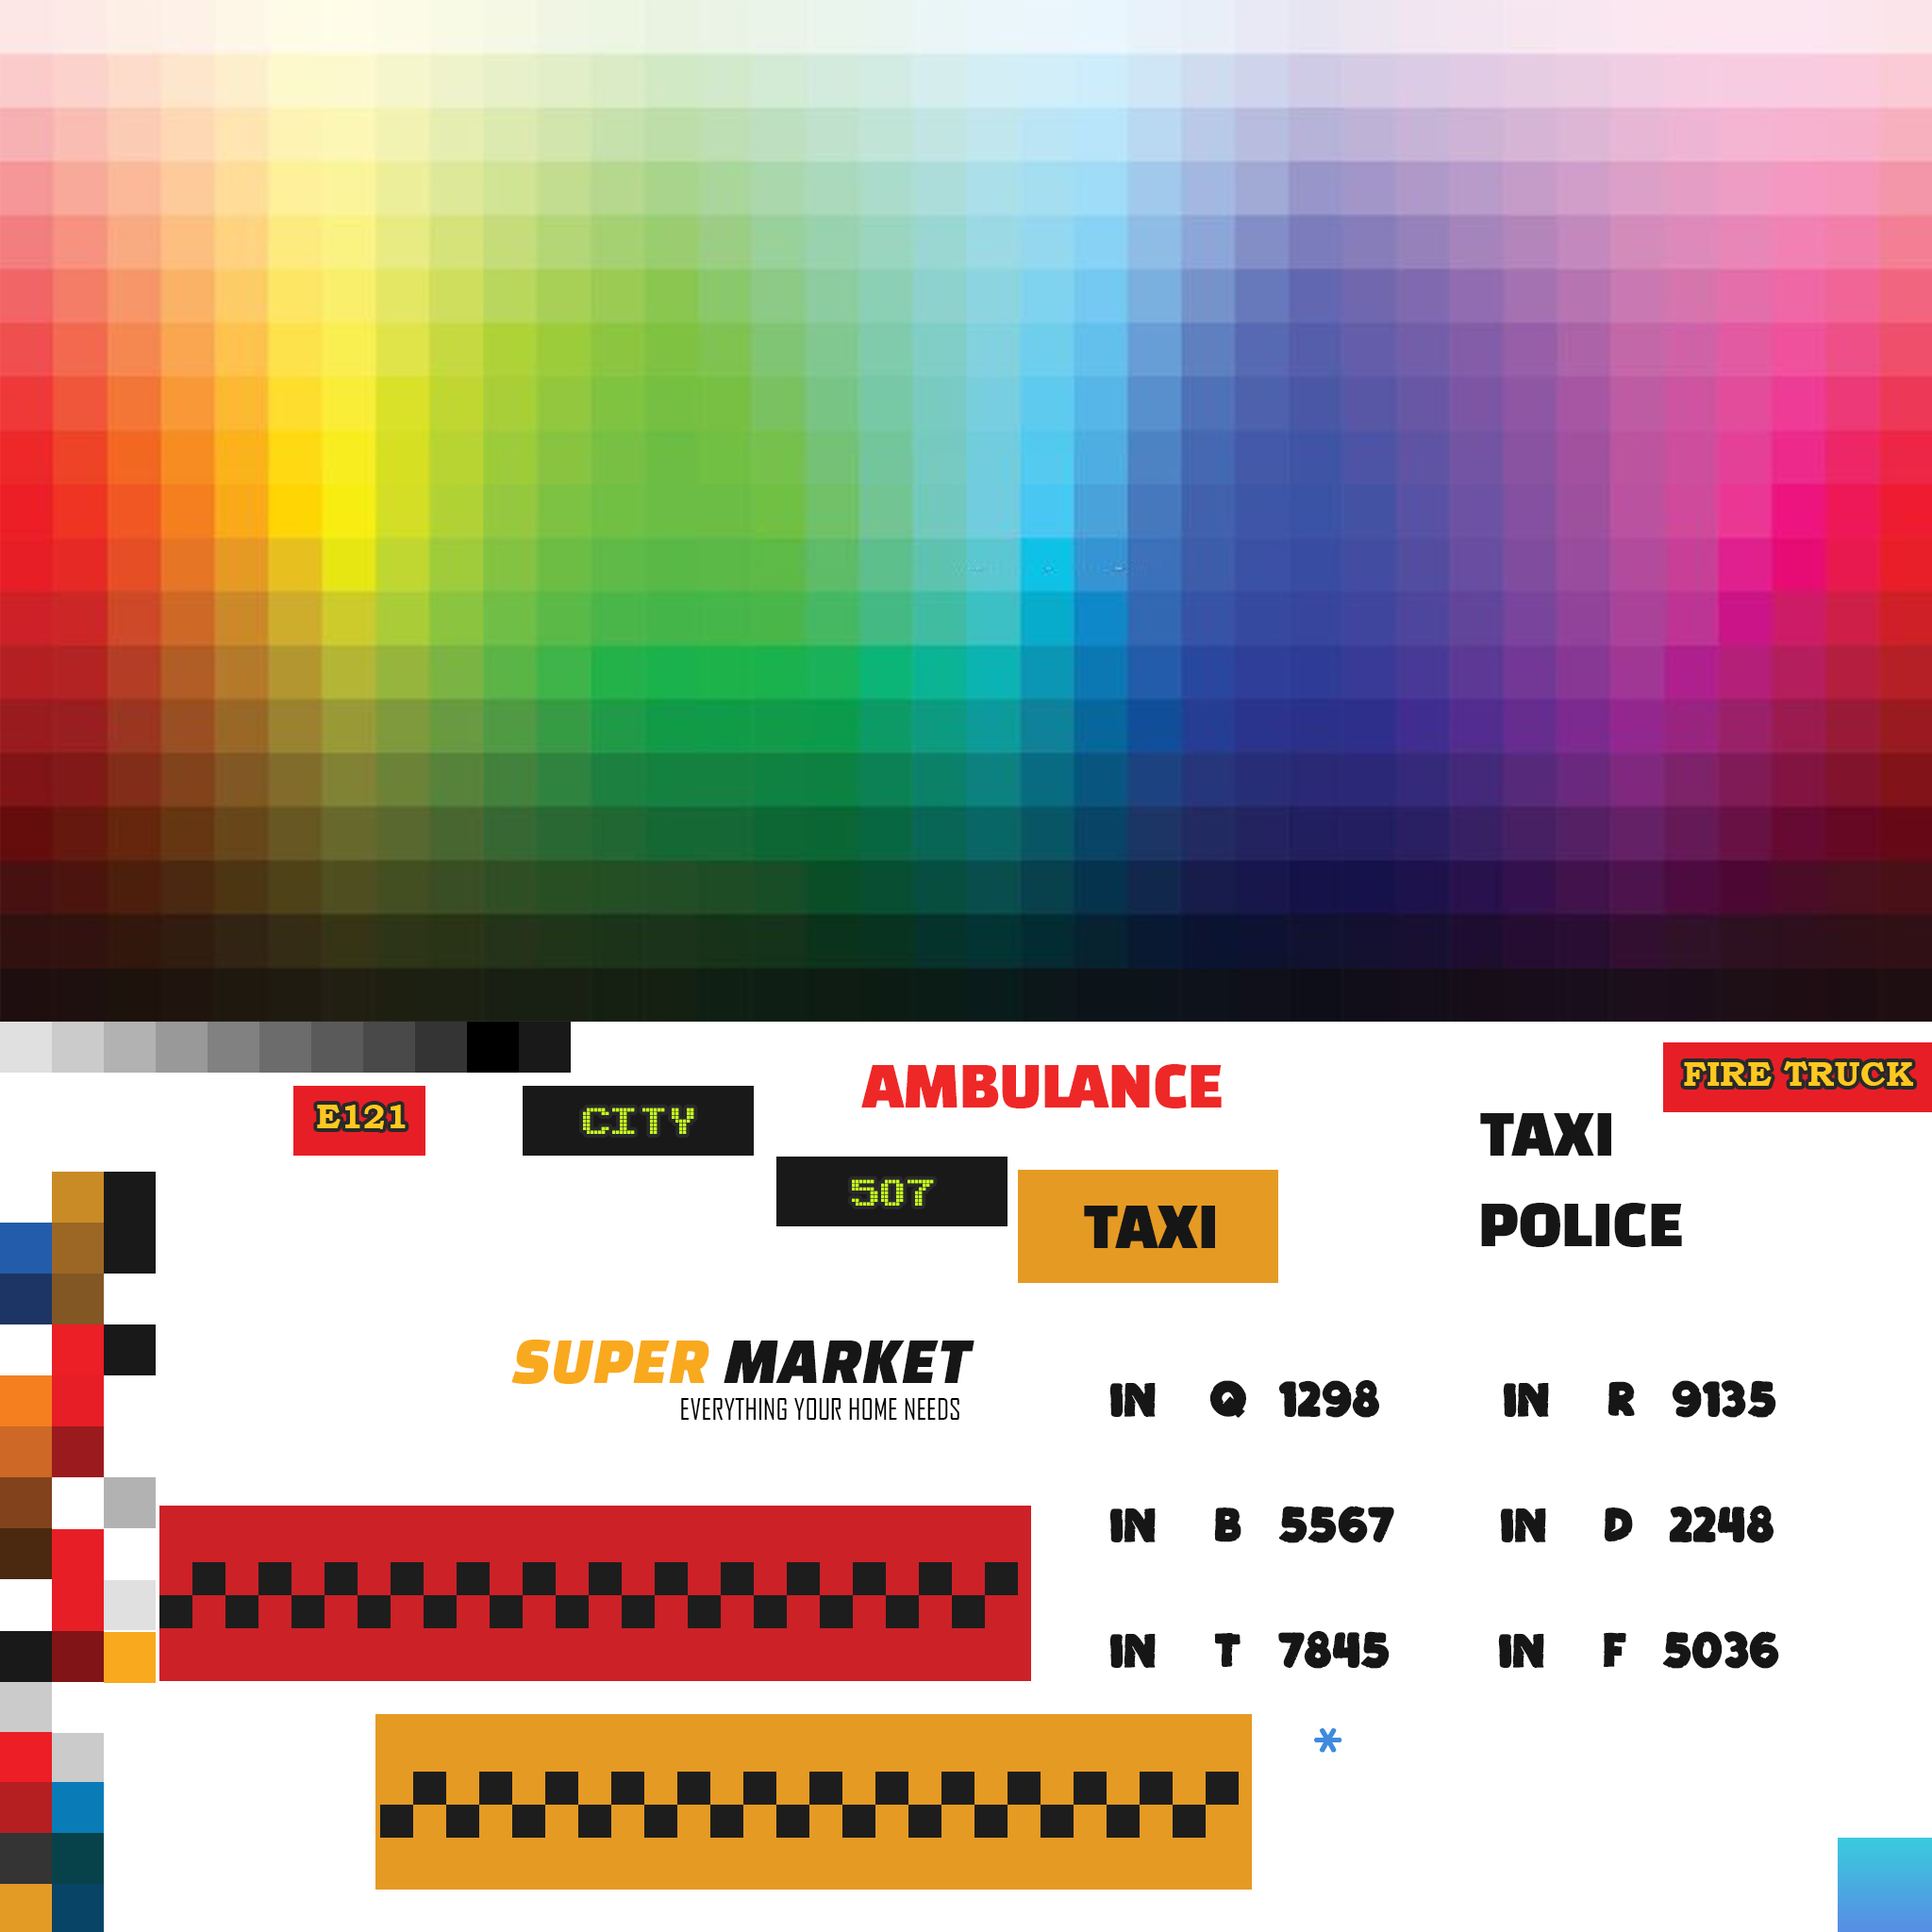 AMBULANCE
FIRE TRUCK
E121
CITY
TAXI
507
TAXI
POLICE
SUPER MARKET
EVERYTHING YOUR HOME NEEDS
IN Q 1298
IN R 9135
IN B 5567
IN D 2248
IN T 7845
IN F 5036